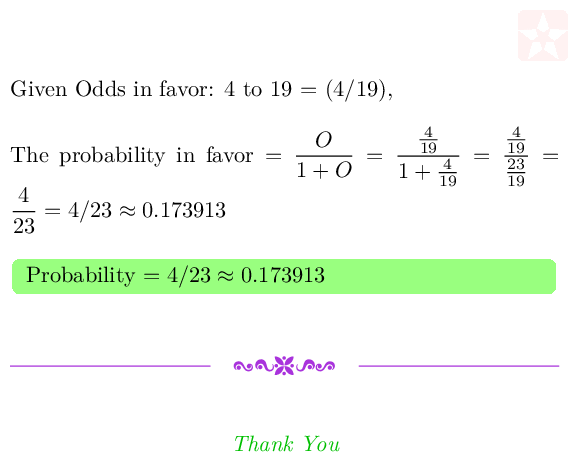 Given Odds in favor: 4 to 19 = (4/19),
The probability in favor = \frac{O}{1 + O} = \frac{\frac{4}{19}}{1 + \frac{4}{19}} = \frac{\frac{4}{19}}{\frac{23}{19}} =
\frac{4}{23} = 4/23 ≈ 0.173913
Probability = 4/23 ≈ 0.173913
Thank You